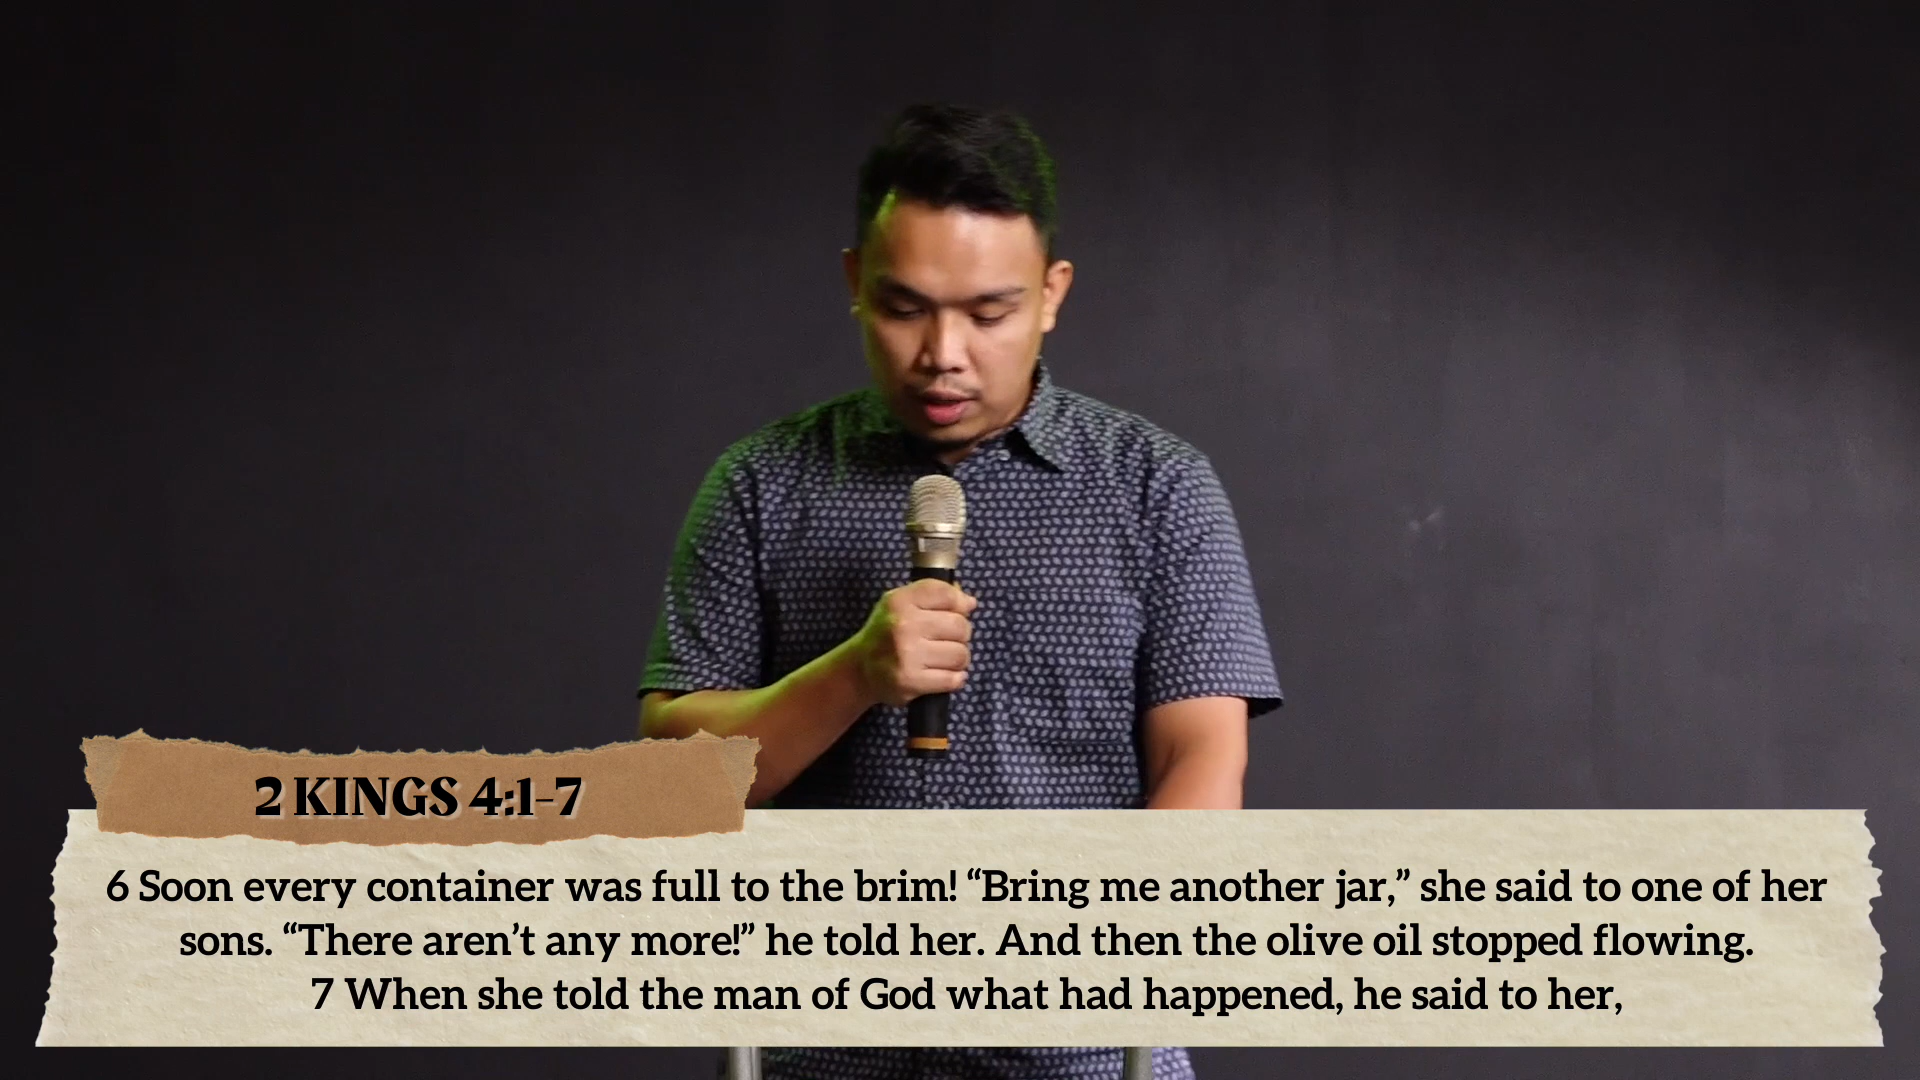 2 KINGS 4:1-7
6 Soon every container was full to the brim! “Bring me another jar,” she said to one of her
sons. “There aren’t any more!” he told her. And then the olive oil stopped flowing.
7 When she told the man of God what had happened, he said to her,